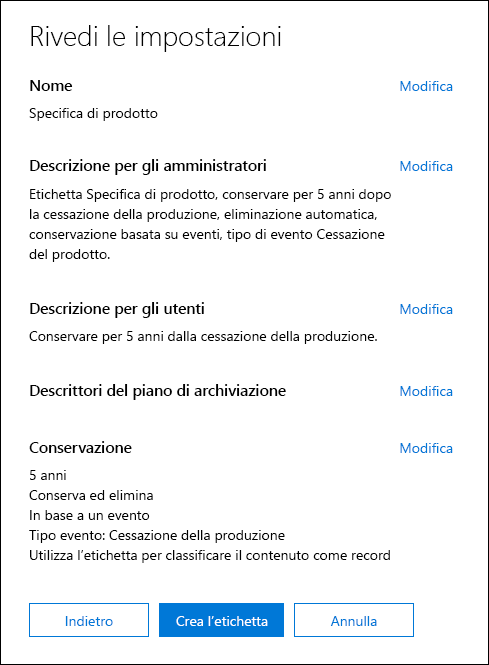 Rivedi le impostazioni
Nome
Modifica
Specifica di prodotto
Descrizione per gli amministratori
Modifica
Etichetta Specifica di prodotto, conservare per 5 anni dopo
la cessazione della produzione, eliminazione automatica,
conservazione basata su eventi, tipo di evento Cessazione
del prodotto.
Descrizione per gli utenti
Modifica
Conservare per 5 anni dalla cessazione della produzione.
Descrittori del piano di archiviazione
Modifica
Conservazione
Modifica
5 anni
Conserva ed elimina
In base a un evento
Tipo evento: Cessazione della produzione
Utilizza l’etichetta per classificare il contenuto come record
Indietro
Crea l’etichetta
Annulla